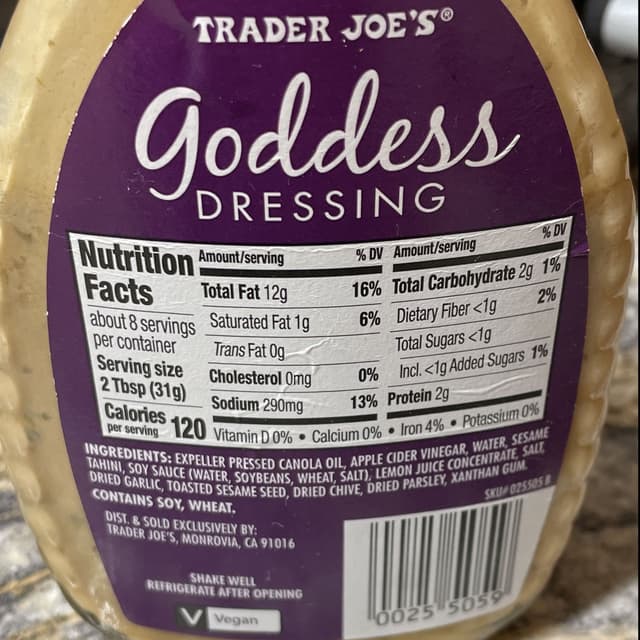 TRADER JOE'S®
Goddess
DRESSING
Nutrition Facts
about 8 servings
per container
Serving size
2 Tbsp (31g)
Calories
per serving 120
Amount/serving % DV
Total Fat 12g 16%
Saturated Fat 1g 6%
Trans Fat 0g
Cholesterol 0mg 0%
Sodium 290mg 13%
Amount/serving % DV
Total Carbohydrate 2g 1%
Dietary Fiber <1g 2%
Total Sugars <1g
Incl. <1g Added Sugars 1%
Protein 2g
Vitamin D 0% • Calcium 0% • Iron 4% • Potassium 0%
INGREDIENTS: EXPELLER PRESSED CANOLA OIL, APPLE CIDER VINEGAR, WATER, SESAME
TAHINI, SOY SAUCE (WATER, SOYBEANS, WHEAT, SALT), LEMON JUICE CONCENTRATE, SALT,
DRIED GARLIC, TOASTED SESAME SEED, DRIED CHIVE, DRIED PARSLEY, XANTHAN GUM.
CONTAINS SOY, WHEAT.
SKU# 025505 B
DIST. & SOLD EXCLUSIVELY BY:
TRADER JOE'S, MONROVIA, CA 91016
SHAKE WELL
REFRIGERATE AFTER OPENING
V Vegan
0025 5059